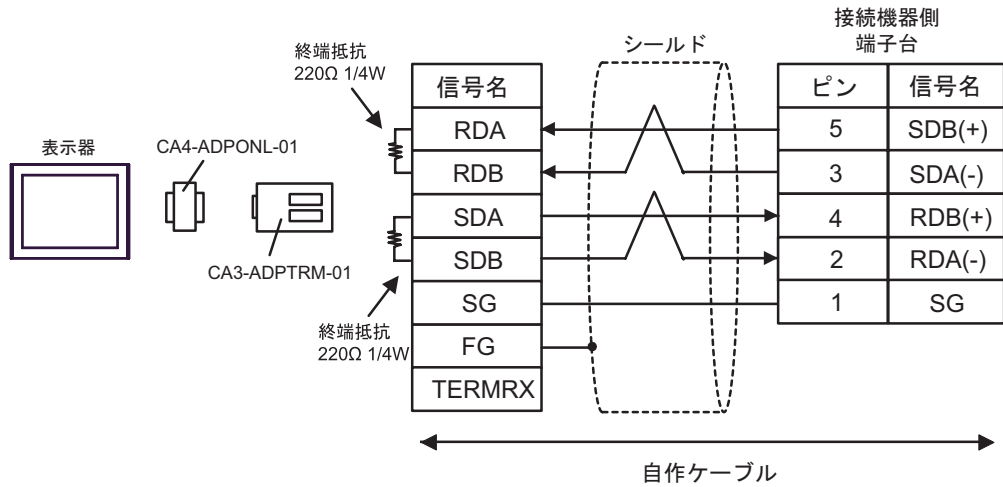 表示器
CA4-ADPONL-01
CA3-ADPTRM-01
終端抵抗
220Ω 1/4W
終端抵抗
220Ω 1/4W
信号名
RDA
RDB
SDA
SDB
SG
FG
TERMRX
シールド
接続機器側
端子台
ピン 信号名
5 SDB(+)
3 SDA(-)
4 RDB(+)
2 RDA(-)
1 SG
自作ケーブル